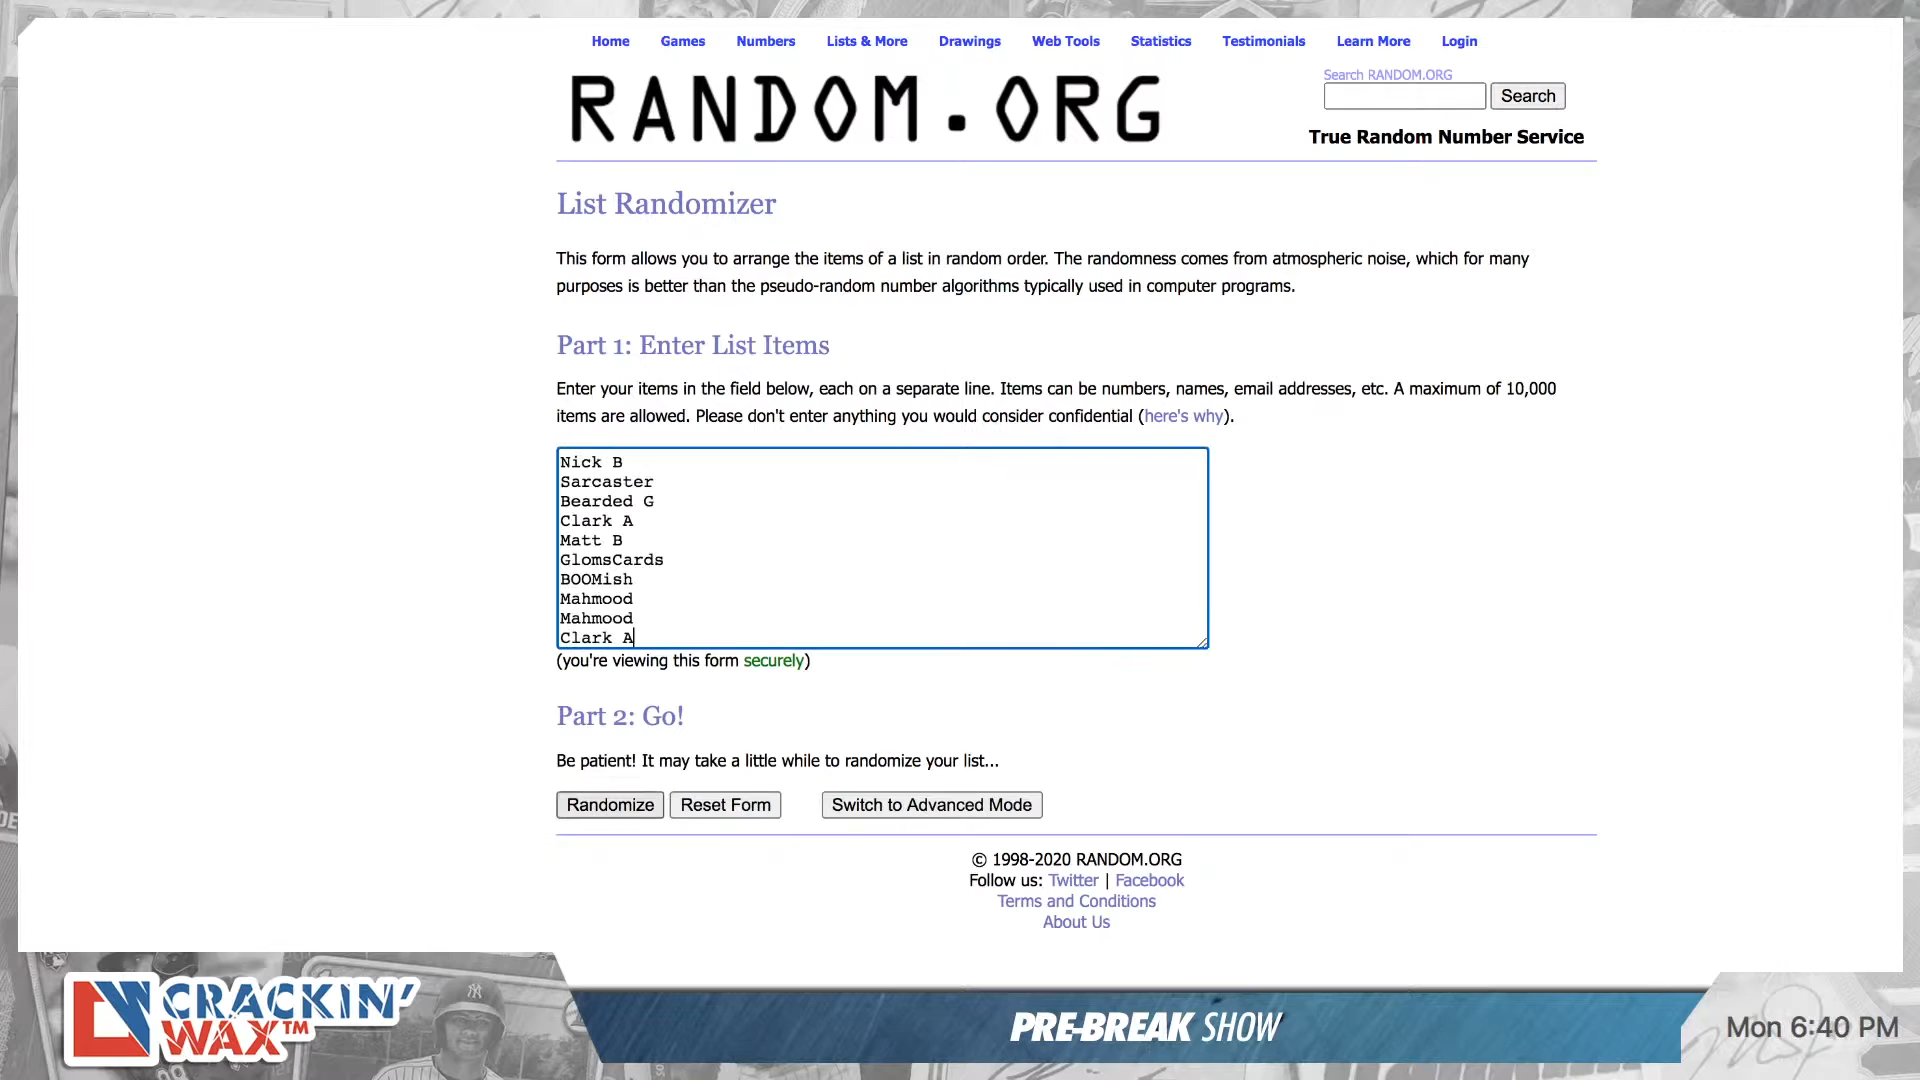 Home Games Numbers Lists & More Drawings Web Tools Statistics Testimonials Learn More Login
RANDOM.ORG
Search RANDOM.ORG
Search
True Random Number Service
List Randomizer
This form allows you to arrange the items of a list in random order. The randomness comes from atmospheric noise, which for many
purposes is better than the pseudo-random number algorithms typically used in computer programs.
Part 1: Enter List Items
Enter your items in the field below, each on a separate line. Items can be numbers, names, email addresses, etc. A maximum of 10,000
items are allowed. Please don't enter anything you would consider confidential (here's why).
Nick B
Sarcaster
Bearded G
Clark A
Matt B
GlomsCards
BOOMish
Mahmood
Mahmood
Clark A
(you're viewing this form securely)
Part 2: Go!
Be patient! It may take a little while to randomize your list...
Randomize Reset Form Switch to Advanced Mode
© 1998-2020 RANDOM.ORG
Follow us: Twitter | Facebook
Terms and Conditions
About Us
CRACKIN'
WAX™
PRE-BREAK SHOW
Mon 6:40 PM